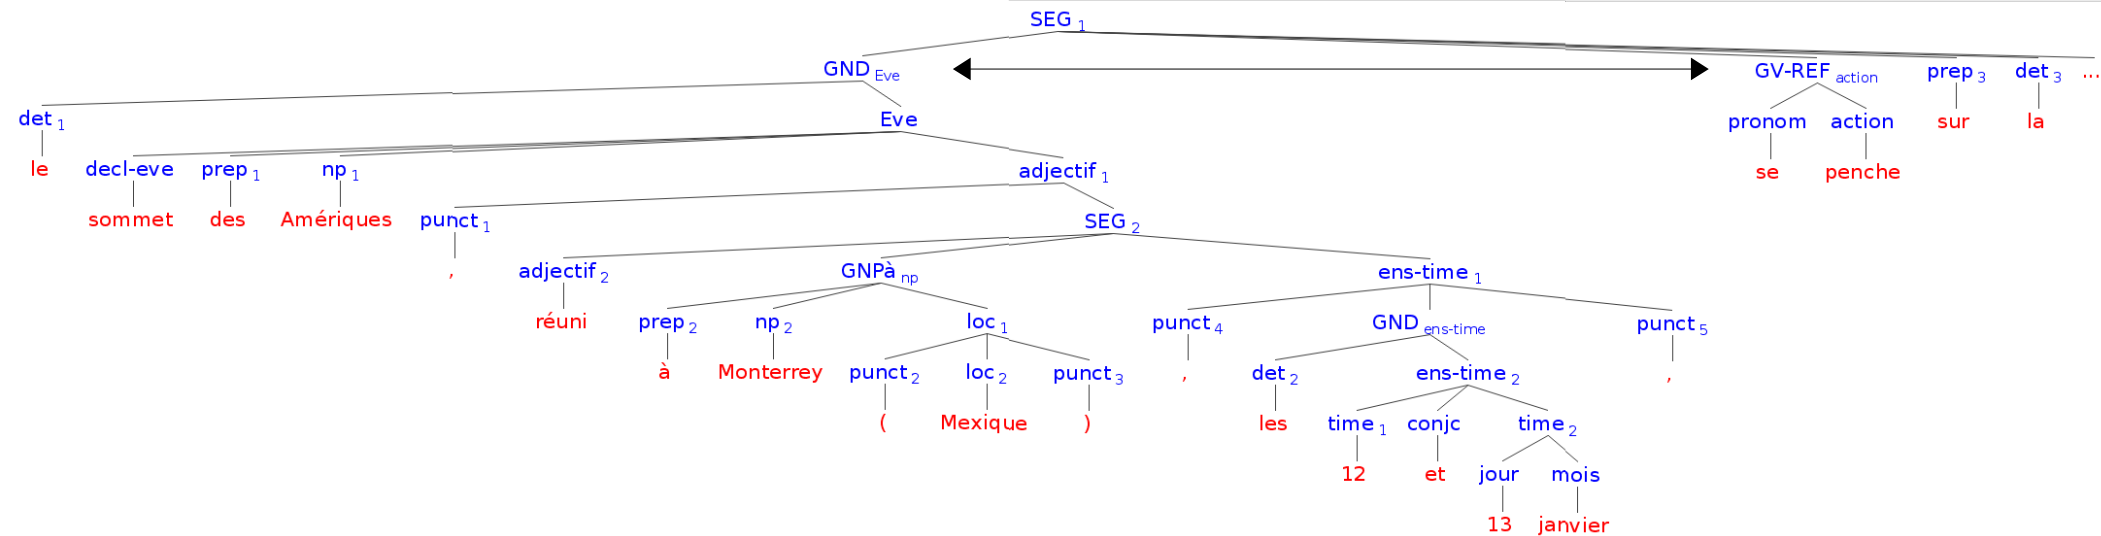 SEG 1
GND Eve GV-REF action prep 3 det 3 ...
det 1 Eve pronom action sur la
le decl-eve prep 1 np 1 adjectif 1 se penche
sommet des Amériques punct 1 SEG 2
, adjectif 2 GNPà np ens-time 1
réuni prep 2 np 2 loc 1 punct 4 GND ens-time punct 5
à Monterrey punct 2 loc 2 punct 3 , det 2 ens-time 2 ,
( Mexique ) les time 1 conjc time 2
12 et jour mois
13 janvier